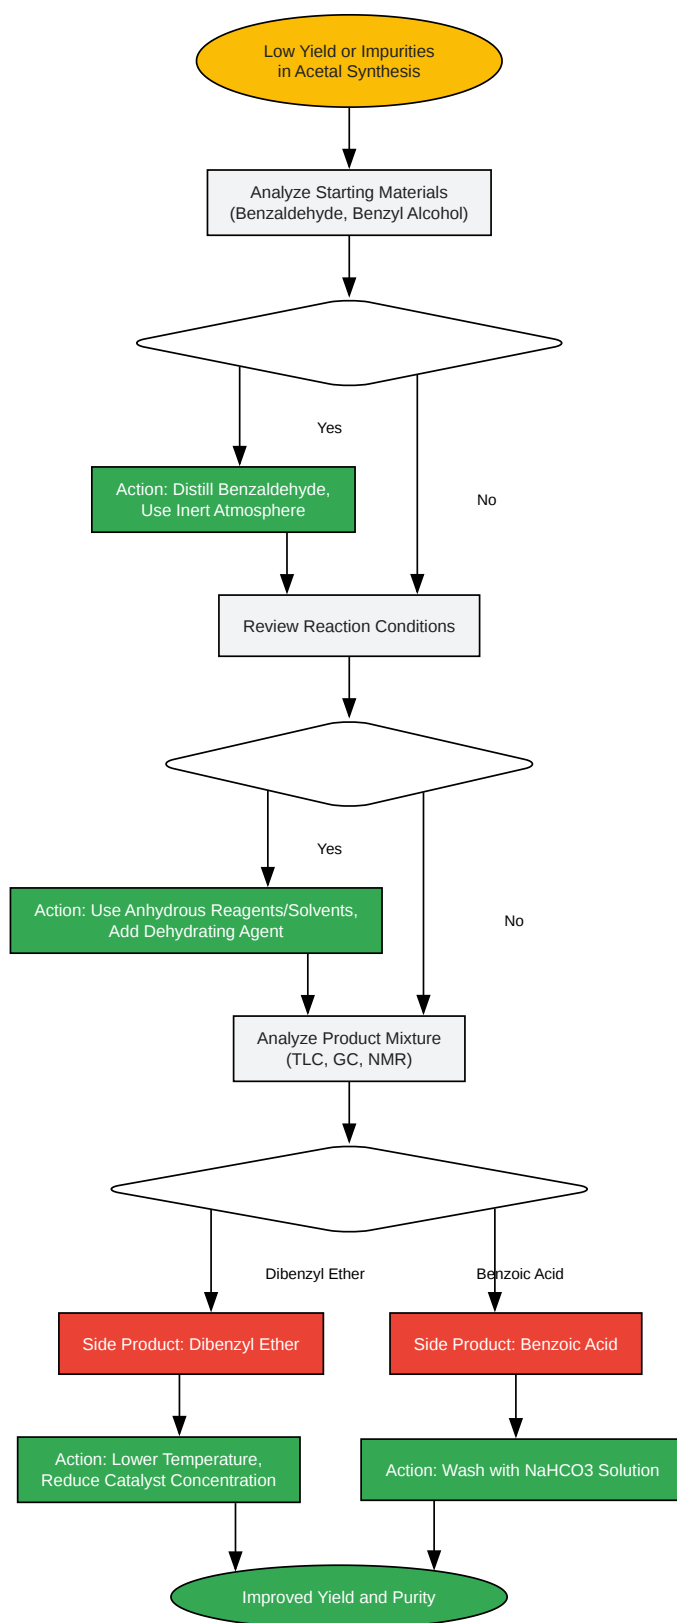 Low Yield or Impurities
in Acetal Synthesis
Analyze Starting Materials
(Benzaldehyde, Benzyl Alcohol)
Yes
No
Action: Distill Benzaldehyde,
Use Inert Atmosphere
Review Reaction Conditions
Yes
No
Action: Use Anhydrous Reagents/Solvents,
Add Dehydrating Agent
Analyze Product Mixture
(TLC, GC, NMR)
Dibenzyl Ether
Benzoic Acid
Side Product: Dibenzyl Ether
Side Product: Benzoic Acid
Action: Lower Temperature,
Reduce Catalyst Concentration
Action: Wash with NaHCO3 Solution
Improved Yield and Purity